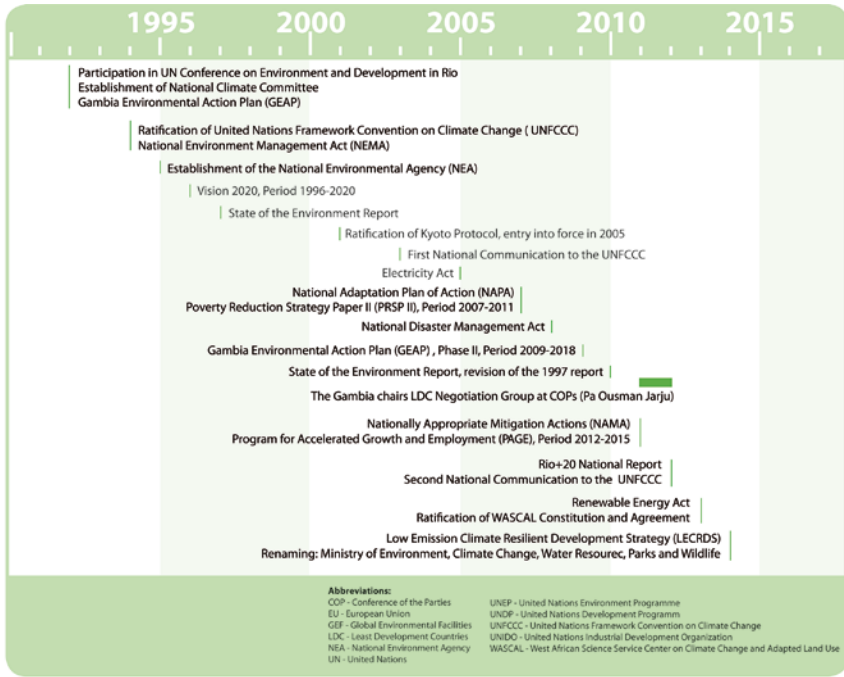 1995 2000 2005 2010 2015
Participation in UN Conference on Environment and Development in Rio
Establishment of National Climate Committee
Gambia Environmental Action Plan (GEAP)
Ratification of United Nations Framework Convention on Climate Change ( UNFCCC)
National Environment Management Act (NEMA)
Establishment of the National Environmental Agency (NEA)
Vision 2020, Period 1996-2020
State of the Environment Report
Ratification of Kyoto Protocol, entry into force in 2005
First National Communication to the UNFCCC
Electricity Act
National Adaptation Plan of Action (NAPA)
Poverty Reduction Strategy Paper II (PRSP II), Period 2007-2011
National Disaster Management Act
Gambia Environmental Action Plan (GEAP) , Phase II, Period 2009-2018
State of the Environment Report, revision of the 1997 report
The Gambia chairs LDC Negotiation Group at COPs (Pa Ousman Jarju)
Nationally Appropriate Mitigation Actions (NAMA)
Program for Accelerated Growth and Employment (PAGE), Period 2012-2015
Rio+20 National Report
Second National Communication to the UNFCCC
Renewable Energy Act
Ratification of WASCAL Constitution and Agreement
Low Emission Climate Resilient Development Strategy (LECRDS)
Renaming: Ministry of Environment, Climate Change, Water Resourec, Parks and Wildlife
Abbreviations:
COP - Conference of the Parties
EU - European Union
GEF - Global Environmental Facilities
LDC - Least Development Countries
NEA - National Environment Agency
UN - United Nations
UNEP - United Nations Environment Programme
UNDP - United Nations Development Programm
UNFCCC - United Nations Framework Convention on Climate Change
UNIDO - United Nations Industrial Development Organization
WASCAL - West African Science Service Center on Climate Change and Adapted Land Use